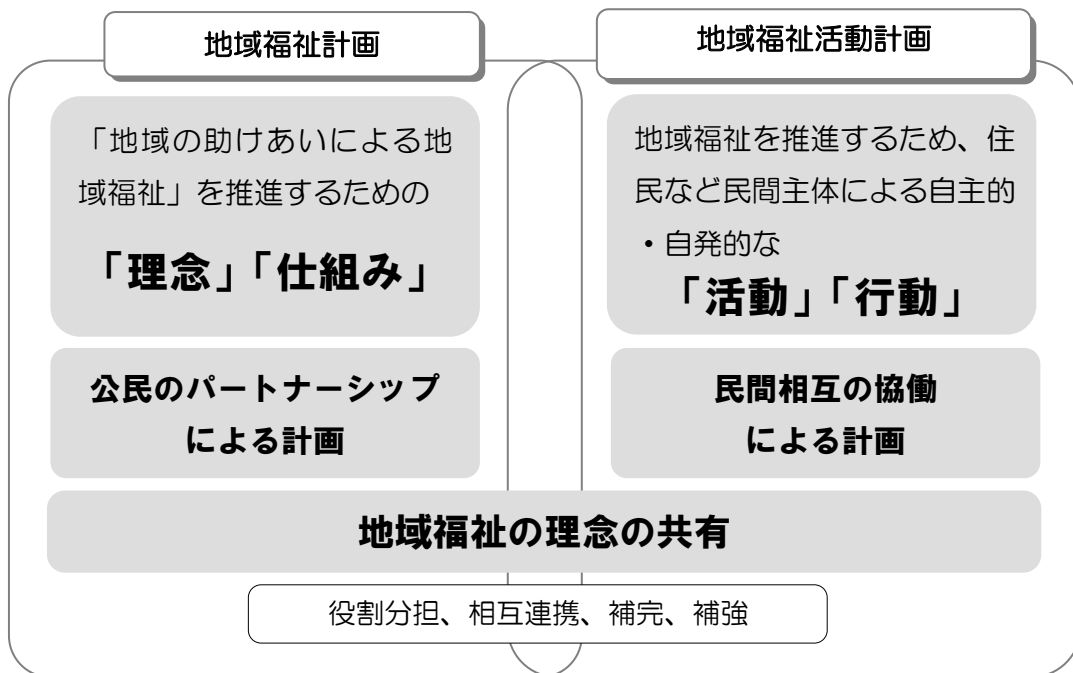 地域福祉計画
「地域の助けあいによる地
域福祉」を推進するための
「理念」「仕組み」
公民のパートナーシップ
による計画
地域福祉活動計画
地域福祉を推進するため、住
民など民間主体による自主的
・自発的な
「活動」「行動」
民間相互の協働
による計画
地域福祉の理念の共有
役割分担、相互連携、補完、補強